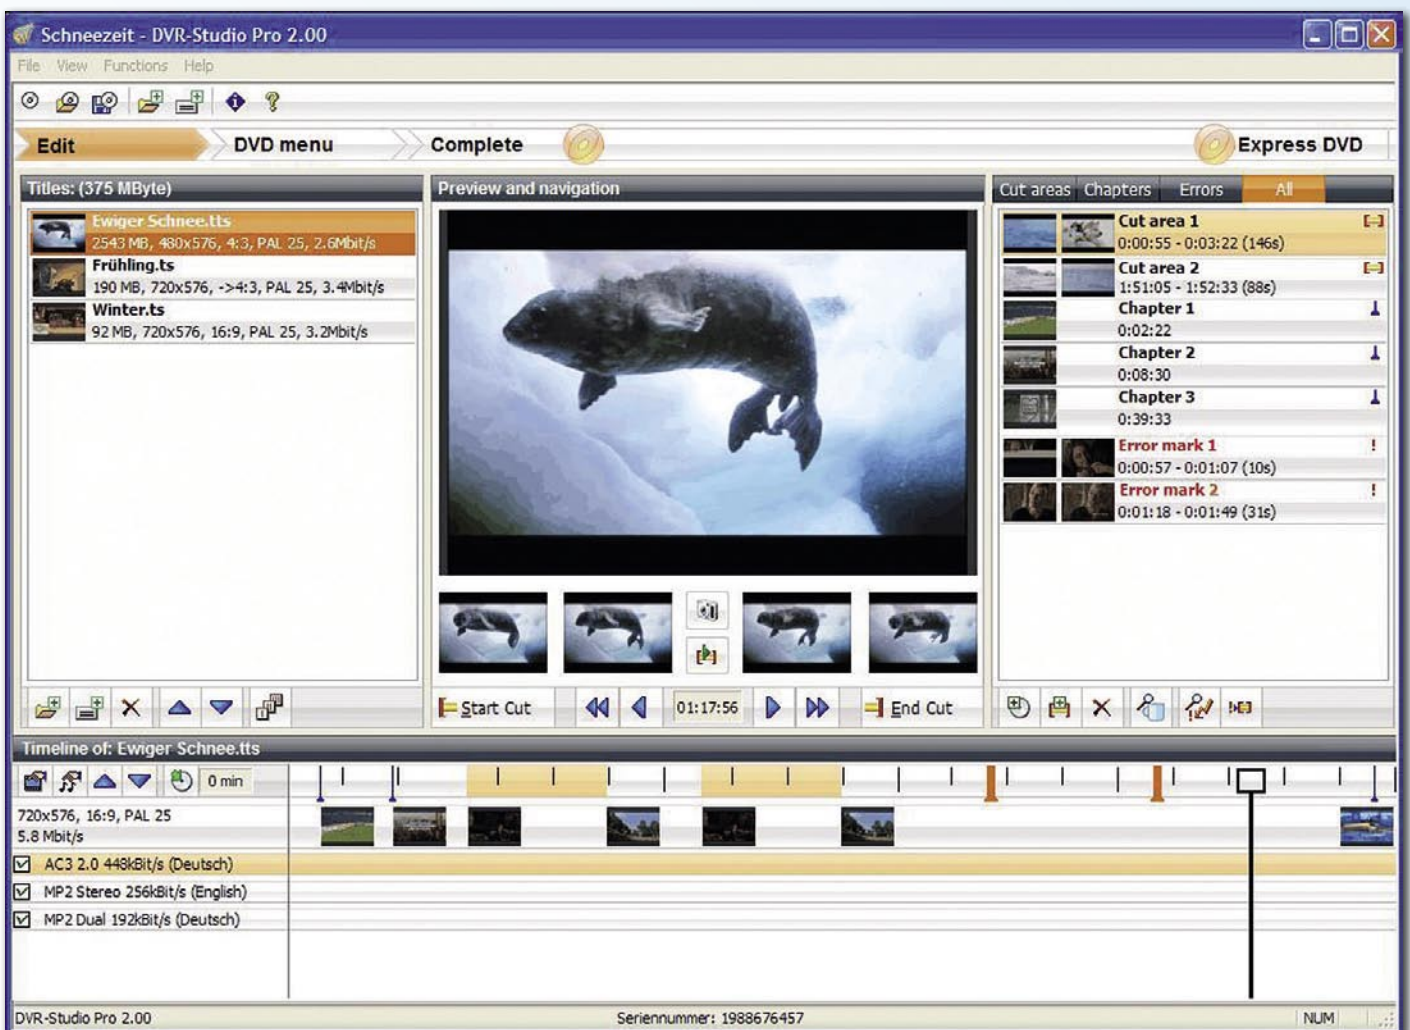 Schneezeit - DVR-Studio Pro 2.00
File View Functions Help
Edit
DVD menu
Complete
Express DVD
Titles: (375 MByte)
Ewiger Schnee.tts
2543 MB, 480x576, 4:3, PAL 25, 2.6Mbit/s
Frühling.ts
190 MB, 720x576, ->4:3, PAL 25, 3.4Mbit/s
Winter.ts
92 MB, 720x576, 16:9, PAL 25, 3.2Mbit/s
Preview and navigation
Start Cut
01:17:56
End Cut
Cut areas Chapters Errors All
Cut area 1
0:00:55 - 0:03:22 (146s)
Cut area 2
1:51:05 - 1:52:33 (88s)
Chapter 1
0:02:22
Chapter 2
0:08:30
Chapter 3
0:39:33
Error mark 1
0:00:57 - 0:01:07 (10s)
Error mark 2
0:01:18 - 0:01:49 (31s)
Timeline of: Ewiger Schnee.tts
0 min
720x576, 16:9, PAL 25
5.8 Mbit/s
AC3 2.0 448kBit/s (Deutsch)
MP2 Stereo 256kBit/s (English)
MP2 Dual 192kBit/s (Deutsch)
DVR-Studio Pro 2.00
Seriennummer: 1988676457
NUM